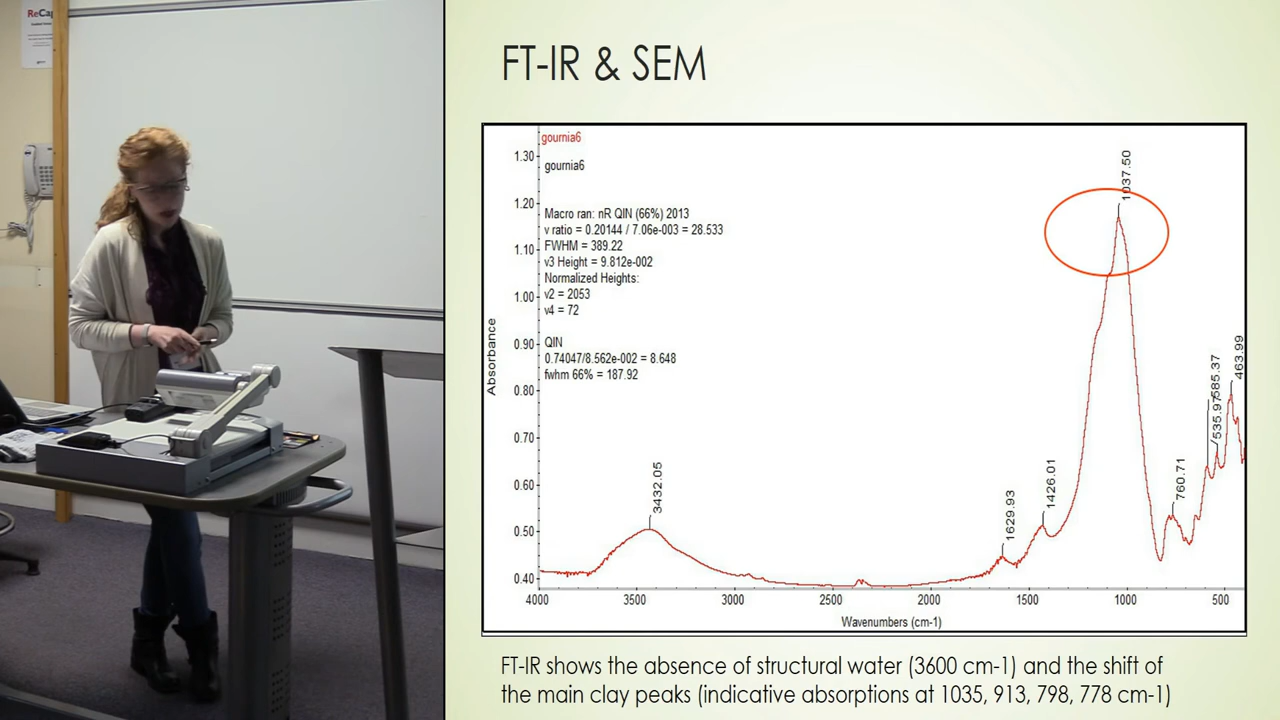 ReCap
FT-IR & SEM
gournia6
gournia6
Macro ran: nR QIN (66%) 2013
v ratio = 0.20144 / 7.06e-003 = 28.533
FWHM = 389.22
v3 Height = 9.812e-002
Normalized Heights:
v2 = 2053
v4 = 72
QIN
0.74047/8.562e-002 = 8.648
fwhm 66% = 187.92
1.30
1.20
1.10
1.00
0.90
0.80
0.70
0.60
0.50
0.40
Absorbance
3432.05
1629.93
1426.01
1037.50
760.71
585.37
535.97
463.99
4000 3500 3000 2500 2000 1500 1000 500
Wavenumbers (cm-1)
FT-IR shows the absence of structural water (3600 cm-1) and the shift of
the main clay peaks (indicative absorptions at 1035, 913, 798, 778 cm-1)